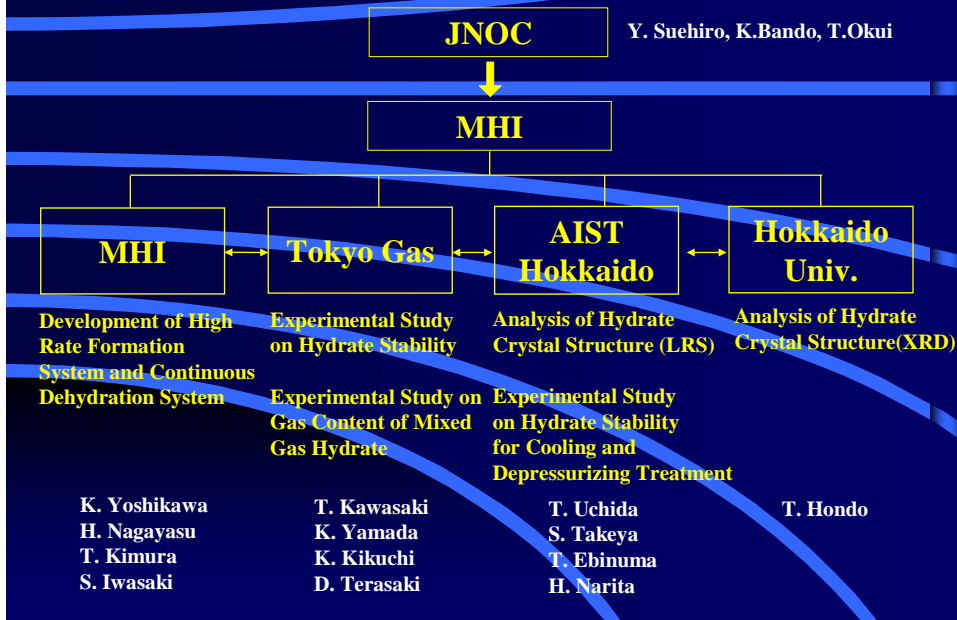 JNOC
Y. Suehiro, K.Bando, T.Okui
MHI
MHI
Tokyo Gas
AIST
Hokkaido
Hokkaido
Univ.
Development of High
Rate Formation
System and Continuous
Dehydration System
Experimental Study
on Hydrate Stability
Experimental Study on
Gas Content of Mixed
Gas Hydrate
Analysis of Hydrate
Crystal Structure (LRS)
Experimental Study
on Hydrate Stability
for Cooling and
Depressurizing Treatment
Analysis of Hydrate
Crystal Structure(XRD)
K. Yoshikawa
H. Nagayasu
T. Kimura
S. Iwasaki
T. Kawasaki
K. Yamada
K. Kikuchi
D. Terasaki
T. Uchida
S. Takeya
T. Ebinuma
H. Narita
T. Hondo